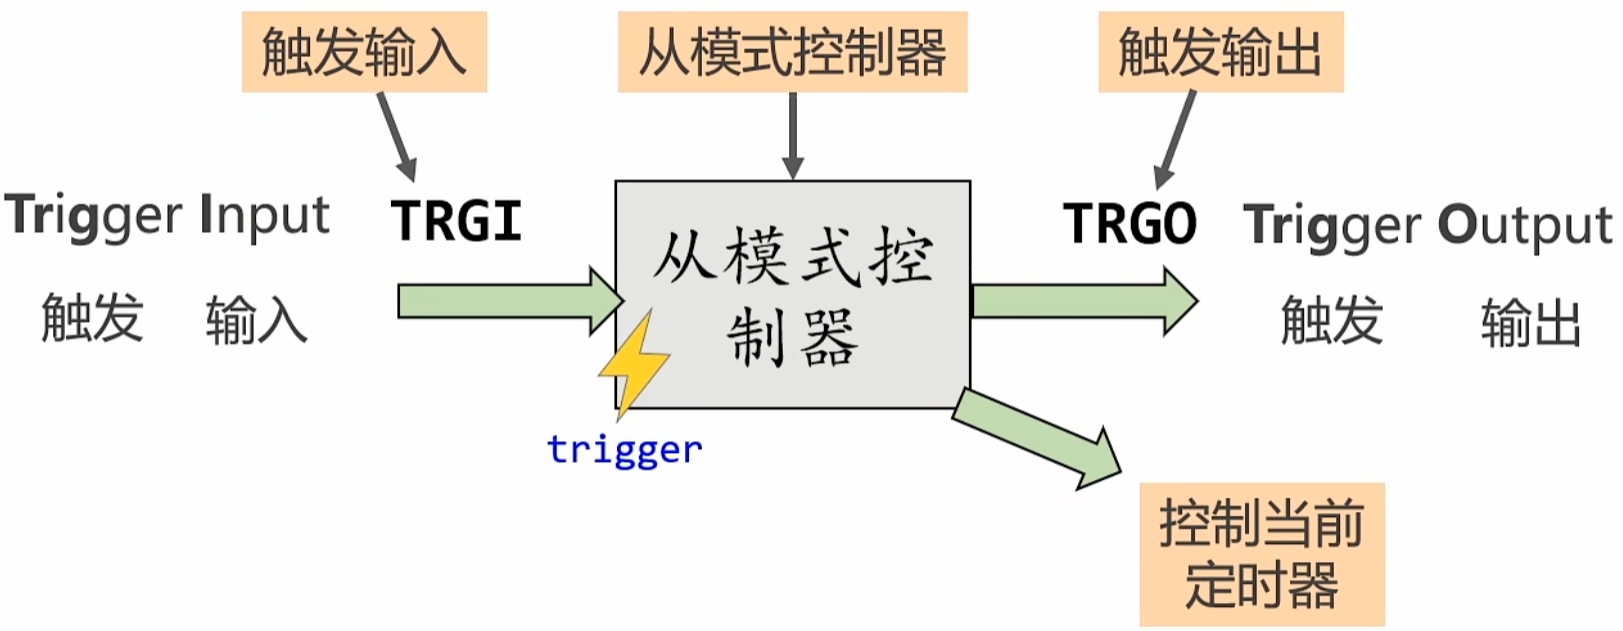 触发输入
从模式控制器
触发输出
Trigger Input
TRGI
TRGO
Trigger Output
触发 输入
从模式控
制器
触发 输出
trigger
控制当前
定时器